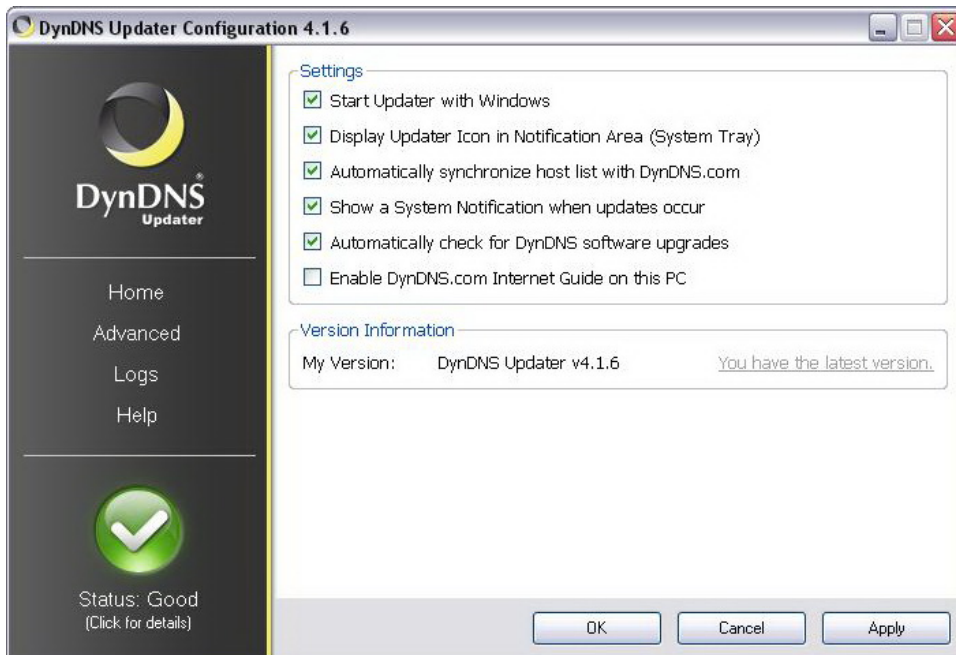 DynDNS Updater Configuration 4.1.6
DynDNS®
Updater
Home
Advanced
Logs
Help
Status: Good
(Click for details)
Settings
Start Updater with Windows
Display Updater Icon in Notification Area (System Tray)
Automatically synchronize host list with DynDNS.com
Show a System Notification when updates occur
Automatically check for DynDNS software upgrades
Enable DynDNS.com Internet Guide on this PC
Version Information
My Version: DynDNS Updater v4.1.6 You have the latest version.
OK Cancel Apply